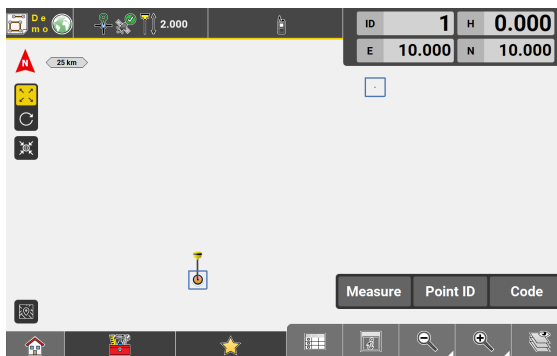 De
mo
2.000
ID 1 H 0.000
E 10.000 N 10.000
N
25 km
Measure Point ID Code